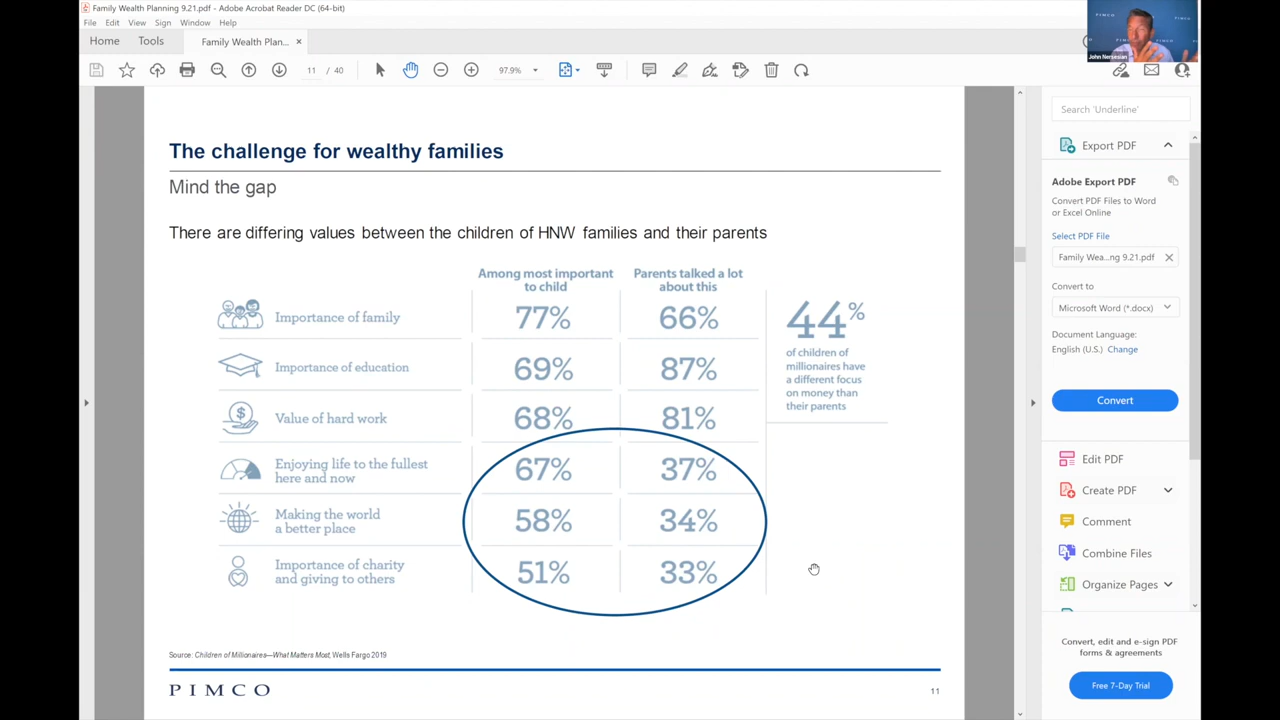 Family Wealth Planning 9.21.pdf - Adobe Acrobat Reader DC (64-bit)
File Edit View Sign Window Help
Home Tools Family Wealth Plan... ×
11 / 40 97.9%
PIMCO
John Nersesian
The challenge for wealthy families
Mind the gap
There are differing values between the children of HNW families and their parents
Among most important
to child
Parents talked a lot
about this
Importance of family 77% 66%
Importance of education 69% 87%
Value of hard work 68% 81%
Enjoying life to the fullest
here and now
67% 37%
Making the world
a better place
58% 34%
Importance of charity
and giving to others
51% 33%
44%
of children of
millionaires have
a different focus
on money than
their parents
Source: Children of Millionaires—What Matters Most, Wells Fargo 2019
PIMCO
11
Search 'Underline'
Export PDF
Adobe Export PDF
Convert PDF Files to Word
or Excel Online
Select PDF File
Family Wea...ng 9.21.pdf ×
Convert to
Microsoft Word (*.docx)
Document Language:
English (U.S.) Change
Convert
Edit PDF
Create PDF
Comment
Combine Files
Organize Pages
Convert, edit and e-sign PDF
forms & agreements
Free 7-Day Trial